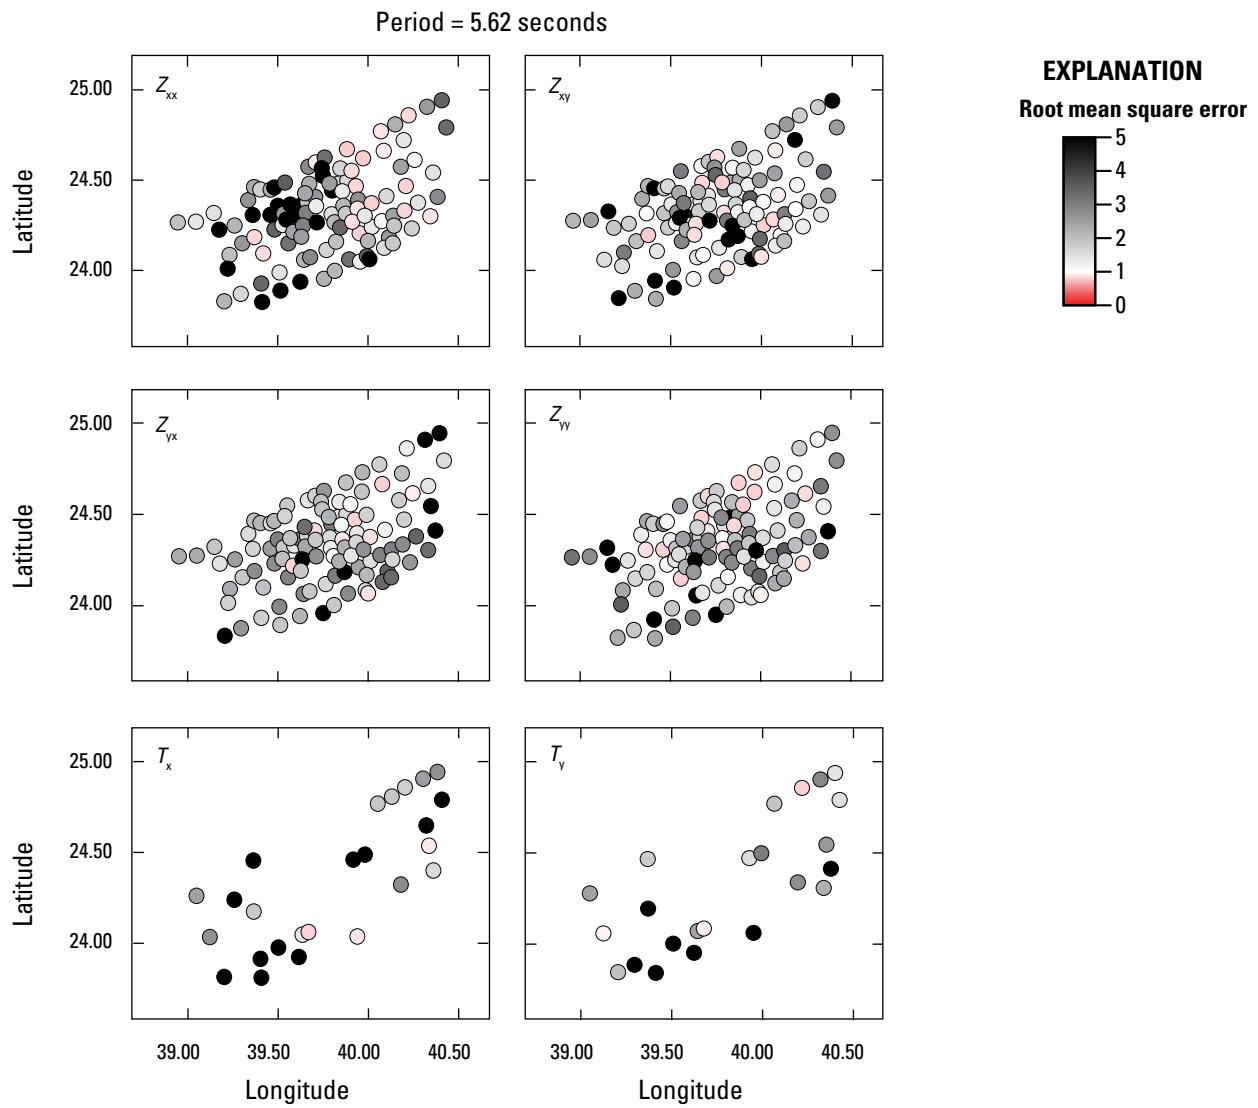 Period = 5.62 seconds
EXPLANATION
Root mean square error
5
4
3
2
1
0
Latitude
25.00
24.50
24.00
Zxx
Zxy
Latitude
25.00
24.50
24.00
Zyx
Zyy
Latitude
25.00
24.50
24.00
Tx
Ty
39.00 39.50 40.00 40.50
39.00 39.50 40.00 40.50
Longitude
Longitude